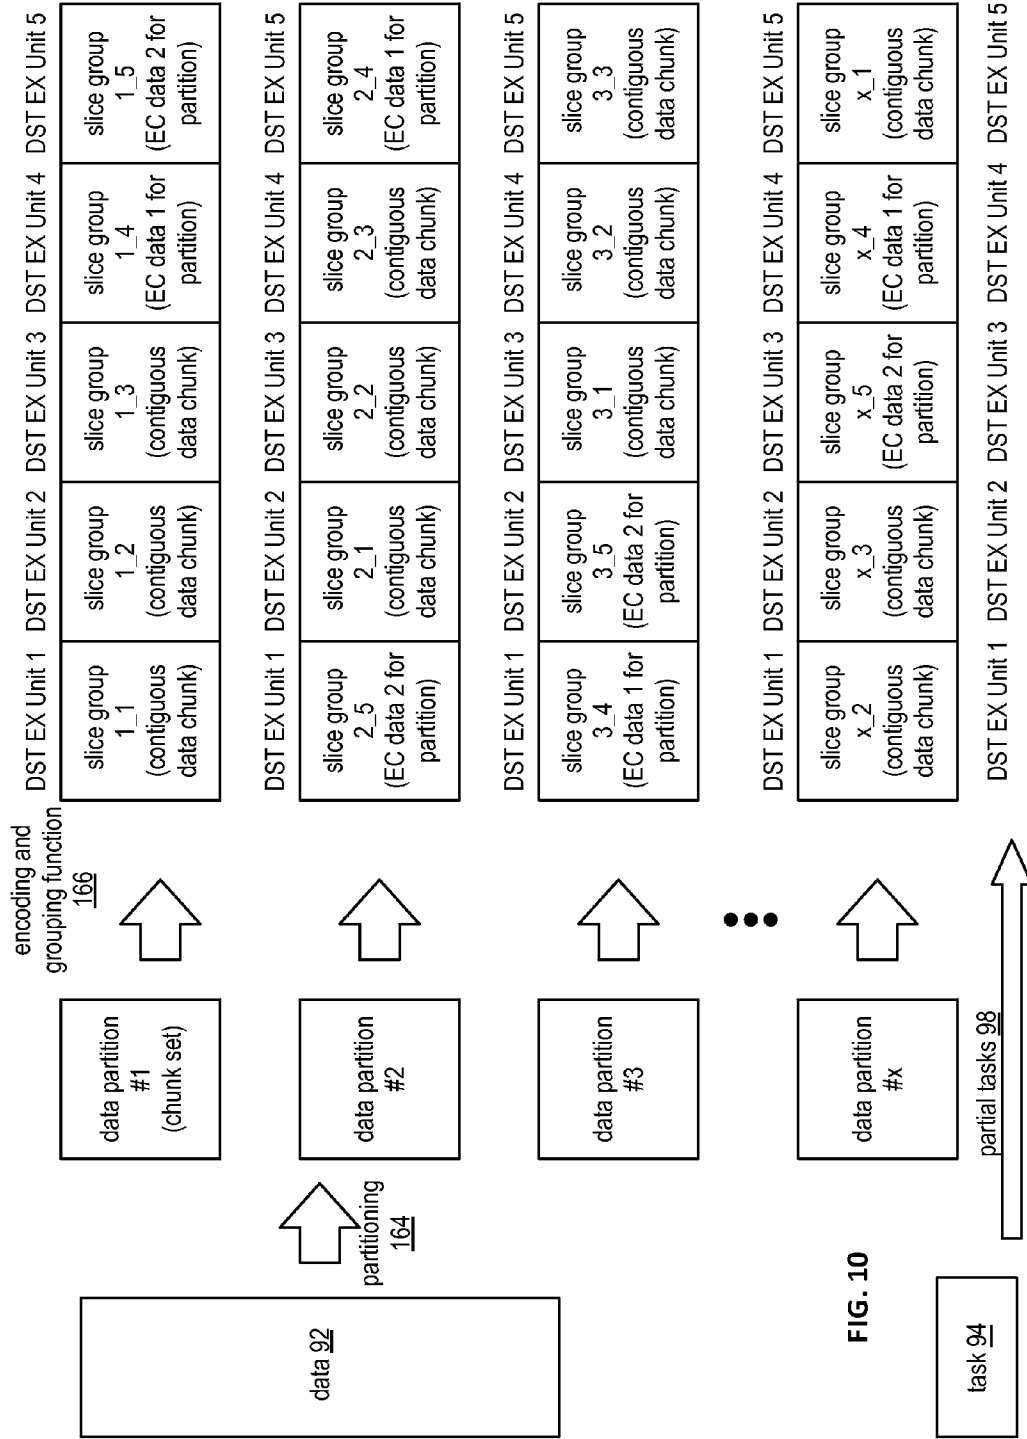 data 92
partitioning
164
data partition
#1
(chunk set)
data partition
#2
data partition
#3
data partition
#x
encoding and
grouping function
166
DST EX Unit 1 DST EX Unit 2 DST EX Unit 3 DST EX Unit 4 DST EX Unit 5
slice group
1_1
(contiguous
data chunk)
slice group
1_2
(contiguous
data chunk)
slice group
1_3
(contiguous
data chunk)
slice group
1_4
(EC data 1 for
partition)
slice group
1_5
(EC data 2 for
partition)
DST EX Unit 1 DST EX Unit 2 DST EX Unit 3 DST EX Unit 4 DST EX Unit 5
slice group
2_5
(EC data 2 for
partition)
slice group
2_1
(contiguous
data chunk)
slice group
2_2
(contiguous
data chunk)
slice group
2_3
(contiguous
data chunk)
slice group
2_4
(EC data 1 for
partition)
DST EX Unit 1 DST EX Unit 2 DST EX Unit 3 DST EX Unit 4 DST EX Unit 5
slice group
3_4
(EC data 1 for
partition)
slice group
3_5
(EC data 2 for
partition)
slice group
3_1
(contiguous
data chunk)
slice group
3_2
(contiguous
data chunk)
slice group
3_3
(contiguous
data chunk)
DST EX Unit 1 DST EX Unit 2 DST EX Unit 3 DST EX Unit 4 DST EX Unit 5
slice group
x_2
(contiguous
data chunk)
slice group
x_3
(contiguous
data chunk)
slice group
x_5
(EC data 2 for
partition)
slice group
x_4
(EC data 1 for
partition)
slice group
x_1
(contiguous
data chunk)
FIG. 10
task 94
partial tasks 98
DST EX Unit 1 DST EX Unit 2 DST EX Unit 3 DST EX Unit 4 DST EX Unit 5